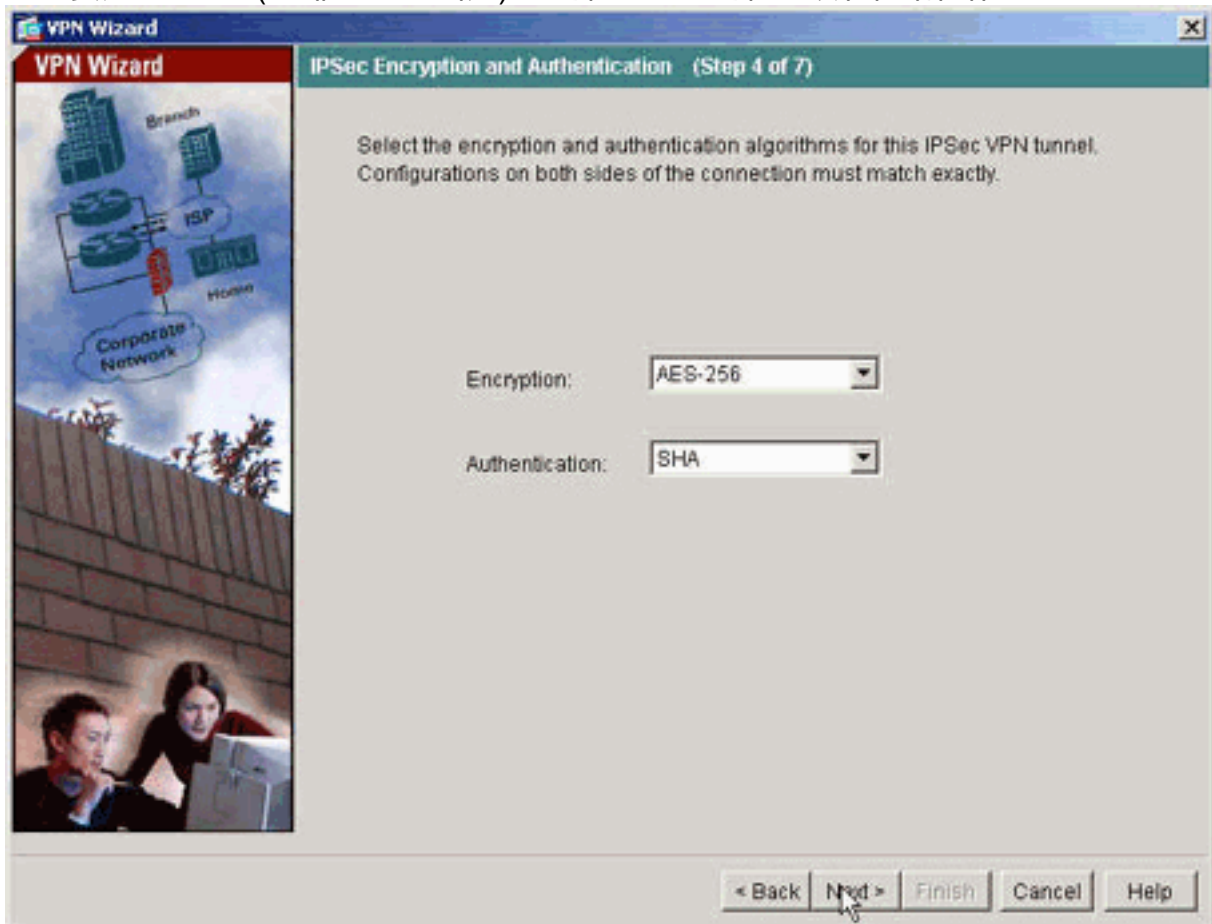 VPN Wizard
VPN Wizard
IPSec Encryption and Authentication (Step 4 of 7)
Branch
ISP
Home
Corporate
Network
Select the encryption and authentication algorithms for this IPSec VPN tunnel.
Configurations on both sides of the connection must match exactly.
Encryption:
AES-256
Authentication:
SHA
< Back
Next >
Finish
Cancel
Help